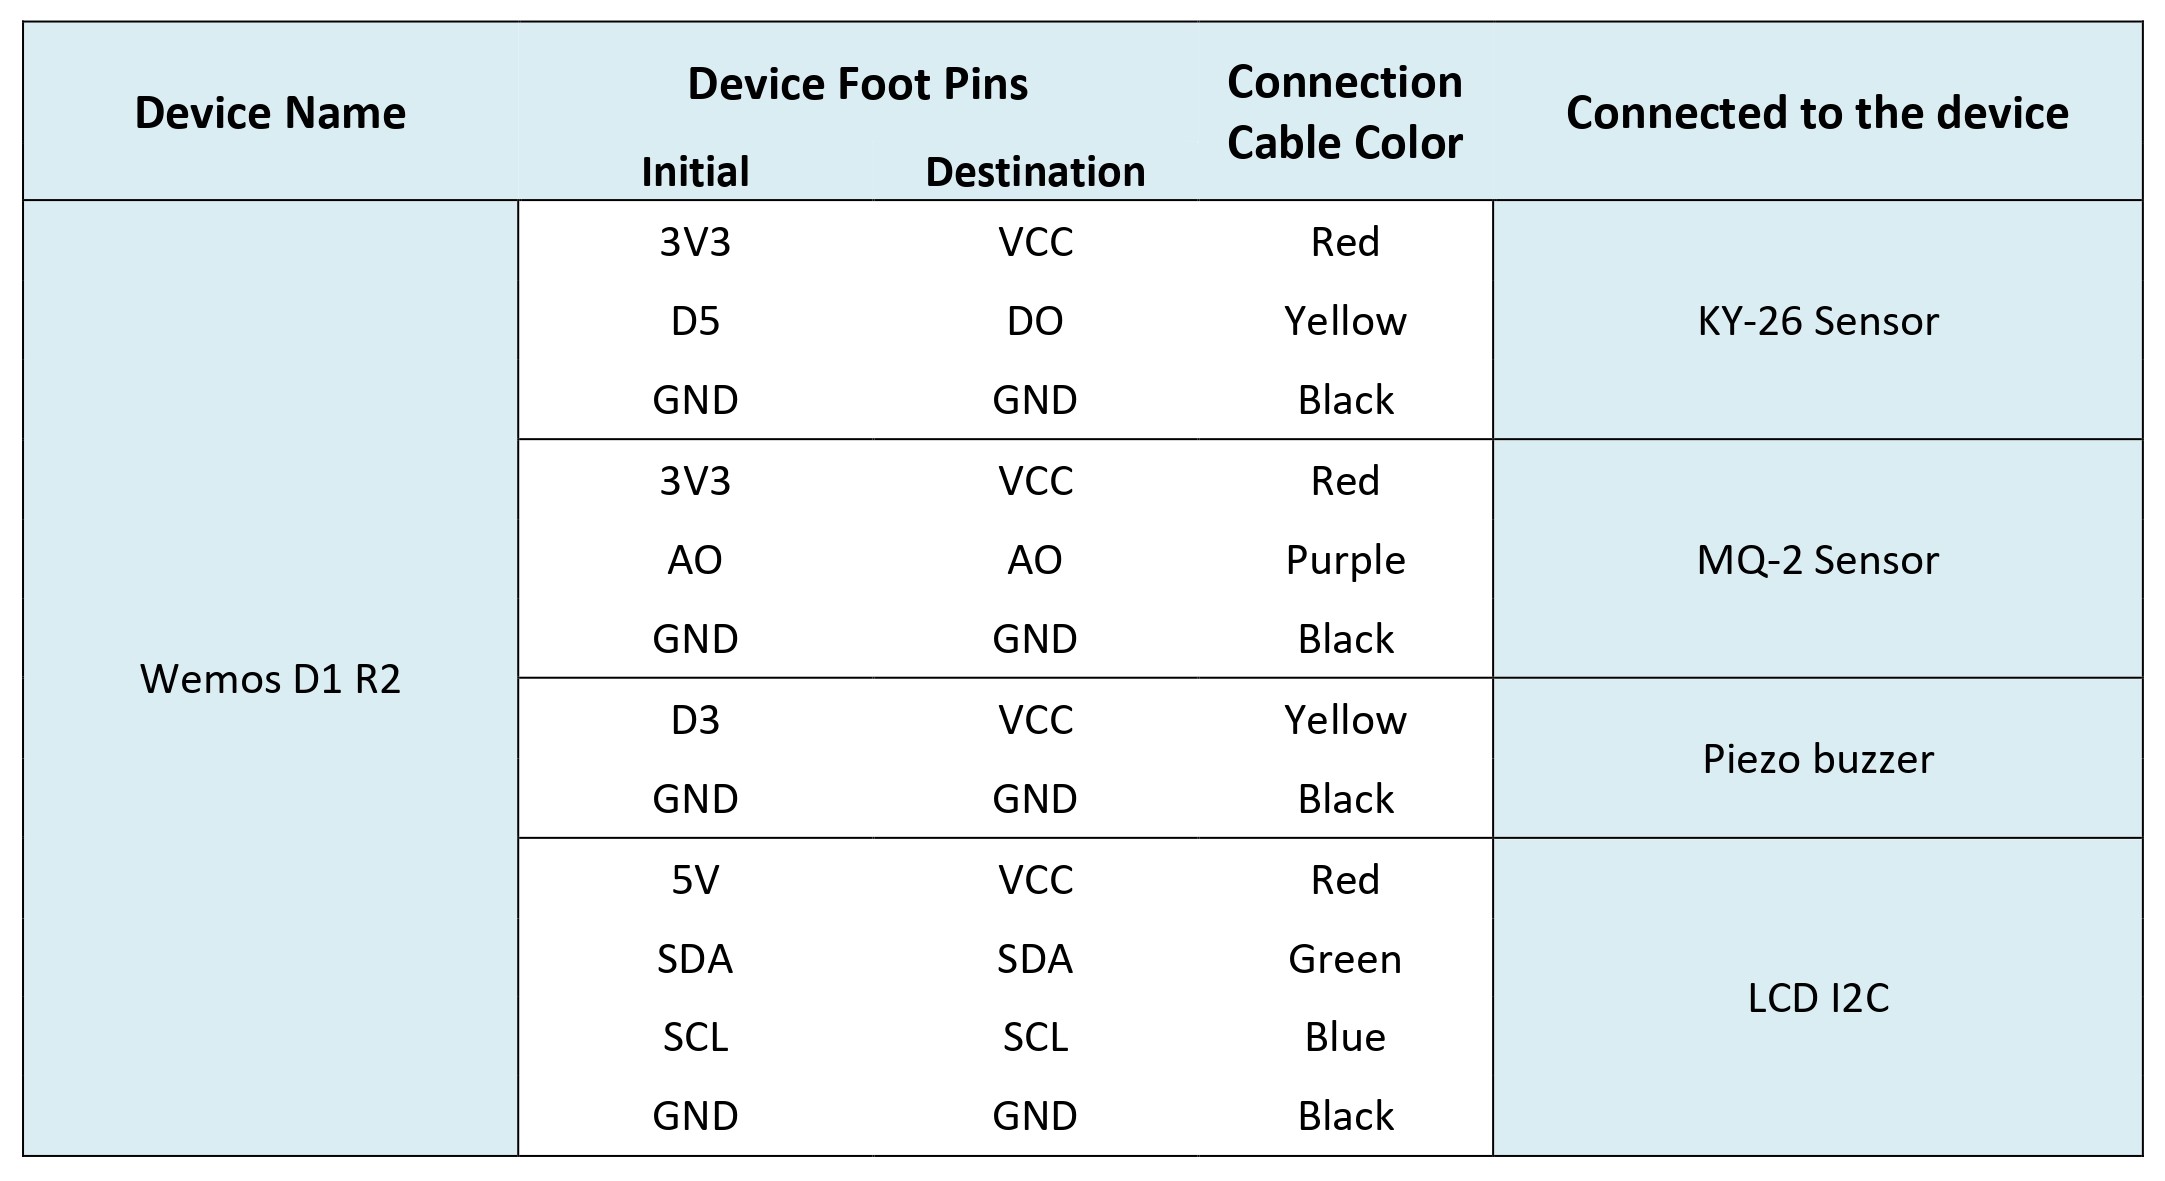 Device Name
Device Foot Pins
Connection
Cable Color
Connected to the device
Initial
Destination
Wemos D1 R2
3V3 VCC Red
D5 DO Yellow
GND GND Black
KY-26 Sensor
3V3 VCC Red
AO AO Purple
GND GND Black
MQ-2 Sensor
D3 VCC Yellow
GND GND Black
Piezo buzzer
5V VCC Red
SDA SDA Green
SCL SCL Blue
GND GND Black
LCD I2C